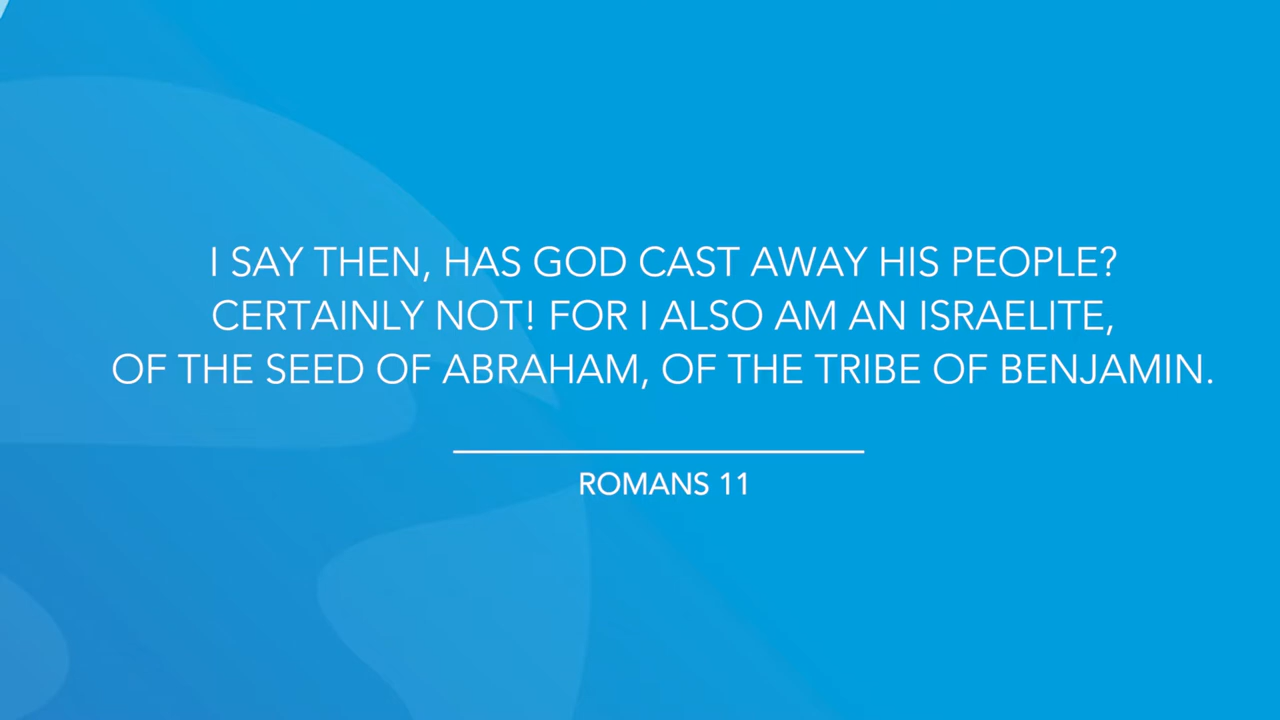 I SAY THEN, HAS GOD CAST AWAY HIS PEOPLE?
CERTAINLY NOT! FOR I ALSO AM AN ISRAELITE,
OF THE SEED OF ABRAHAM, OF THE TRIBE OF BENJAMIN.
ROMANS 11